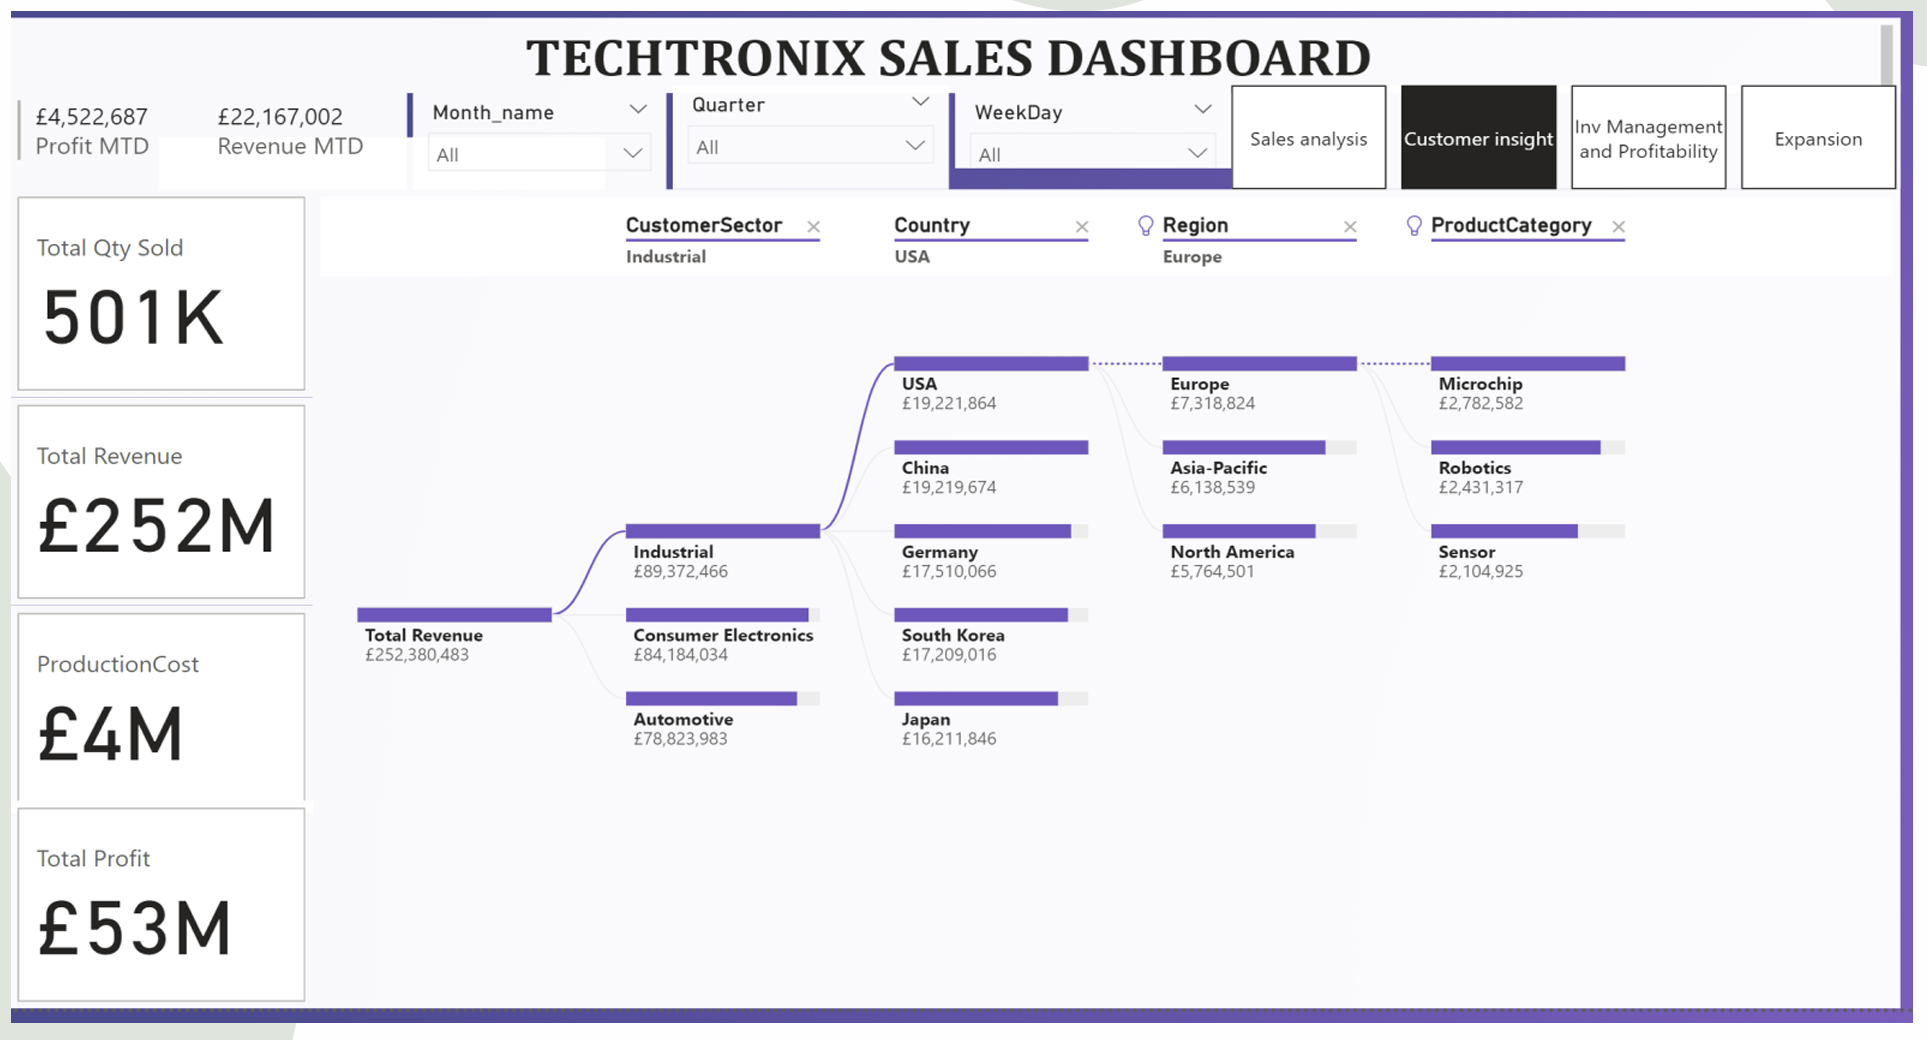 TECHTRONIX SALES DASHBOARD
£4,522,687
Profit MTD
£22,167,002
Revenue MTD
Month_name
All
Quarter
All
WeekDay
All
Sales analysis
Customer insight
Inv Management
and Profitability
Expansion
Total Qty Sold
501K
Total Revenue
£252M
ProductionCost
£4M
Total Profit
£53M
CustomerSector
Industrial
Country
USA
Region
Europe
ProductCategory
Total Revenue
£252,380,483
Industrial
£89,372,466
Consumer Electronics
£84,184,034
Automotive
£78,823,983
USA
£19,221,864
China
£19,219,674
Germany
£17,510,066
South Korea
£17,209,016
Japan
£16,211,846
Europe
£7,318,824
Asia-Pacific
£6,138,539
North America
£5,764,501
Microchip
£2,782,582
Robotics
£2,431,317
Sensor
£2,104,925